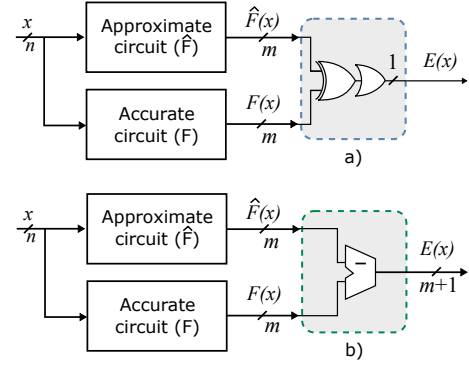 x
n
Approximate
circuit (F̂)
F̂(x)
m
Accurate
circuit (F)
F(x)
m
1
E(x)
a)
x
n
Approximate
circuit (F̂)
F̂(x)
m
Accurate
circuit (F)
F(x)
m
-
E(x)
m+1
b)